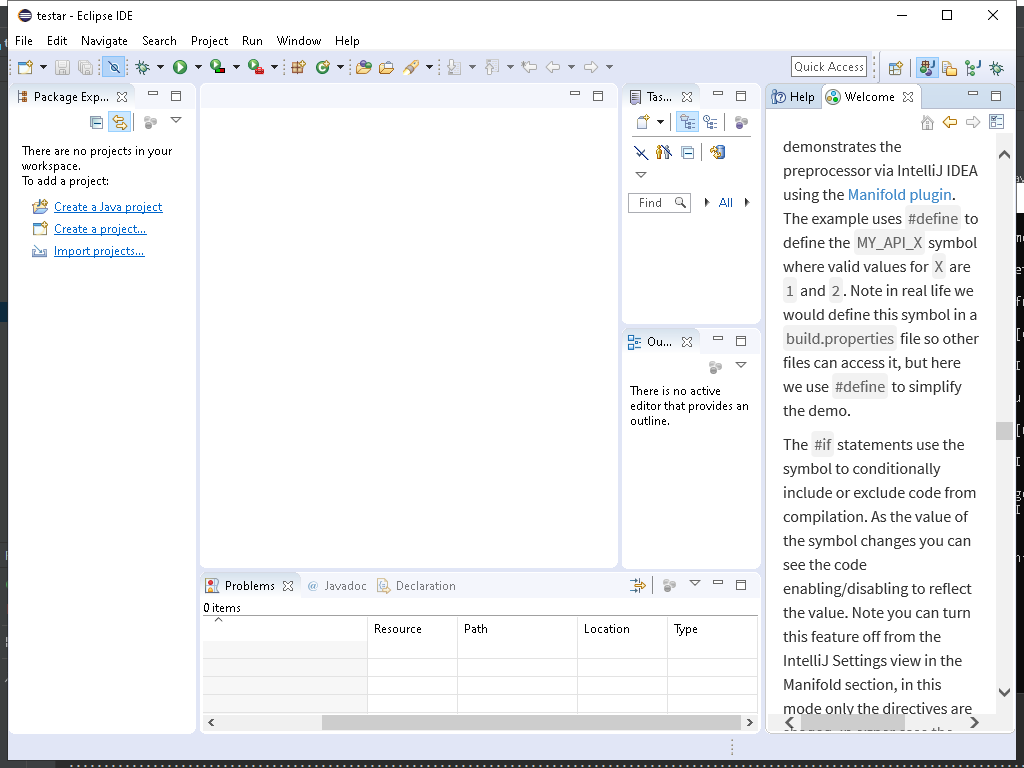 testar - Eclipse IDE
File Edit Navigate Search Project Run Window Help
Quick Access
Package Exp...
There are no projects in your
workspace.
To add a project:
Create a Java project
Create a project...
Import projects...
Tas...
Find
All
Ou...
There is no active
editor that provides an
outline.
Problems @ Javadoc Declaration
0 items
Resource Path Location Type
Help Welcome
demonstrates the
preprocessor via IntelliJ IDEA
using the Manifold plugin.
The example uses #define to
define the MY_API_X symbol
where valid values for X are
1 and 2. Note in real life we
would define this symbol in a
build.properties file so other
files can access it, but here
we use #define to simplify
the demo.
The #if statements use the
symbol to conditionally
include or exclude code from
compilation. As the value of
the symbol changes you can
see the code
enabling/disabling to reflect
the value. Note you can turn
this feature off from the
IntelliJ Settings view in the
Manifold section, in this
mode only the directives are